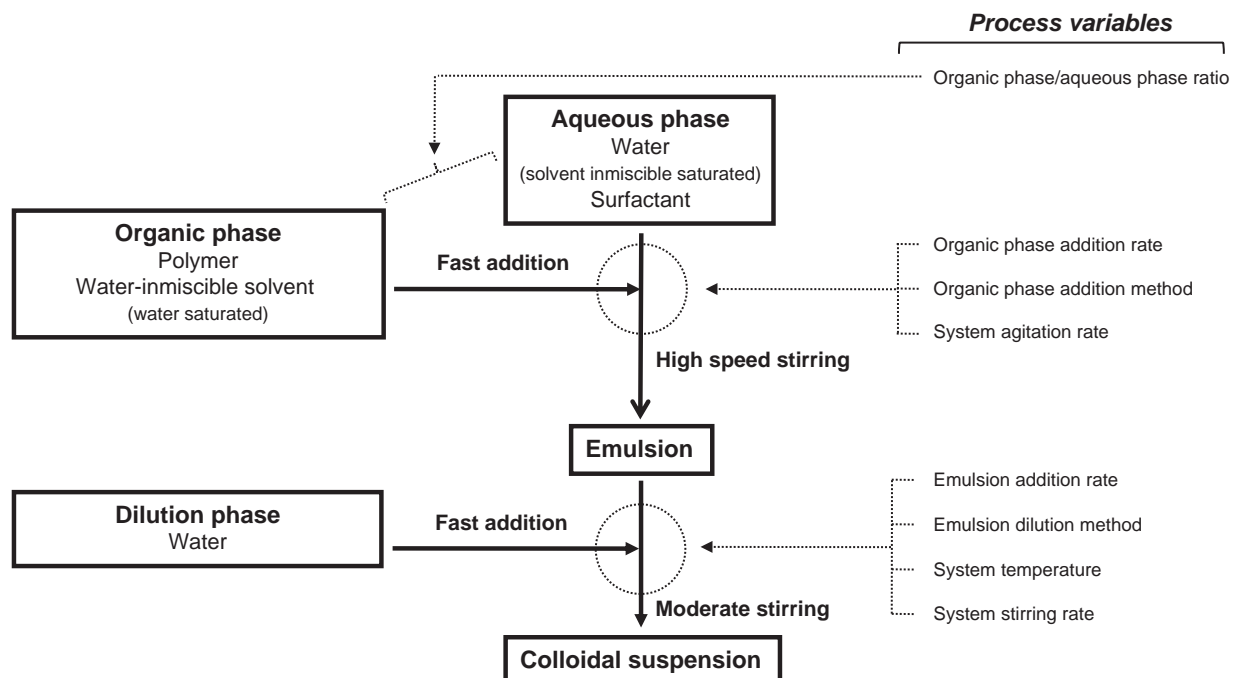 Process variables
Organic phase/aqueous phase ratio
Aqueous phase
Water
(solvent inmiscible saturated)
Surfactant
Organic phase
Polymer
Water-inmiscible solvent
(water saturated)
Fast addition
Organic phase addition rate
Organic phase addition method
System agitation rate
High speed stirring
Emulsion
Dilution phase
Water
Fast addition
Emulsion addition rate
Emulsion dilution method
System temperature
System stirring rate
Moderate stirring
Colloidal suspension